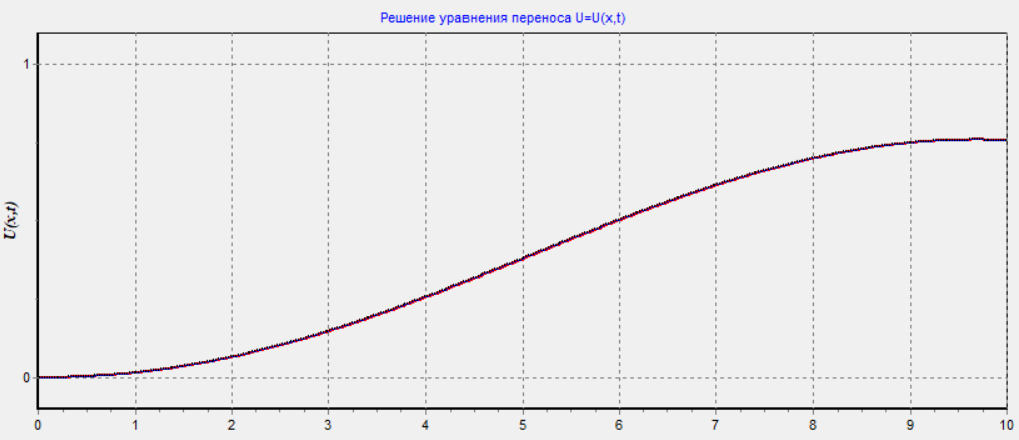 Решение уравнения переноса U=U(x,t)
1
U(x,t)
0
0 1 2 3 4 5 6 7 8 9 10